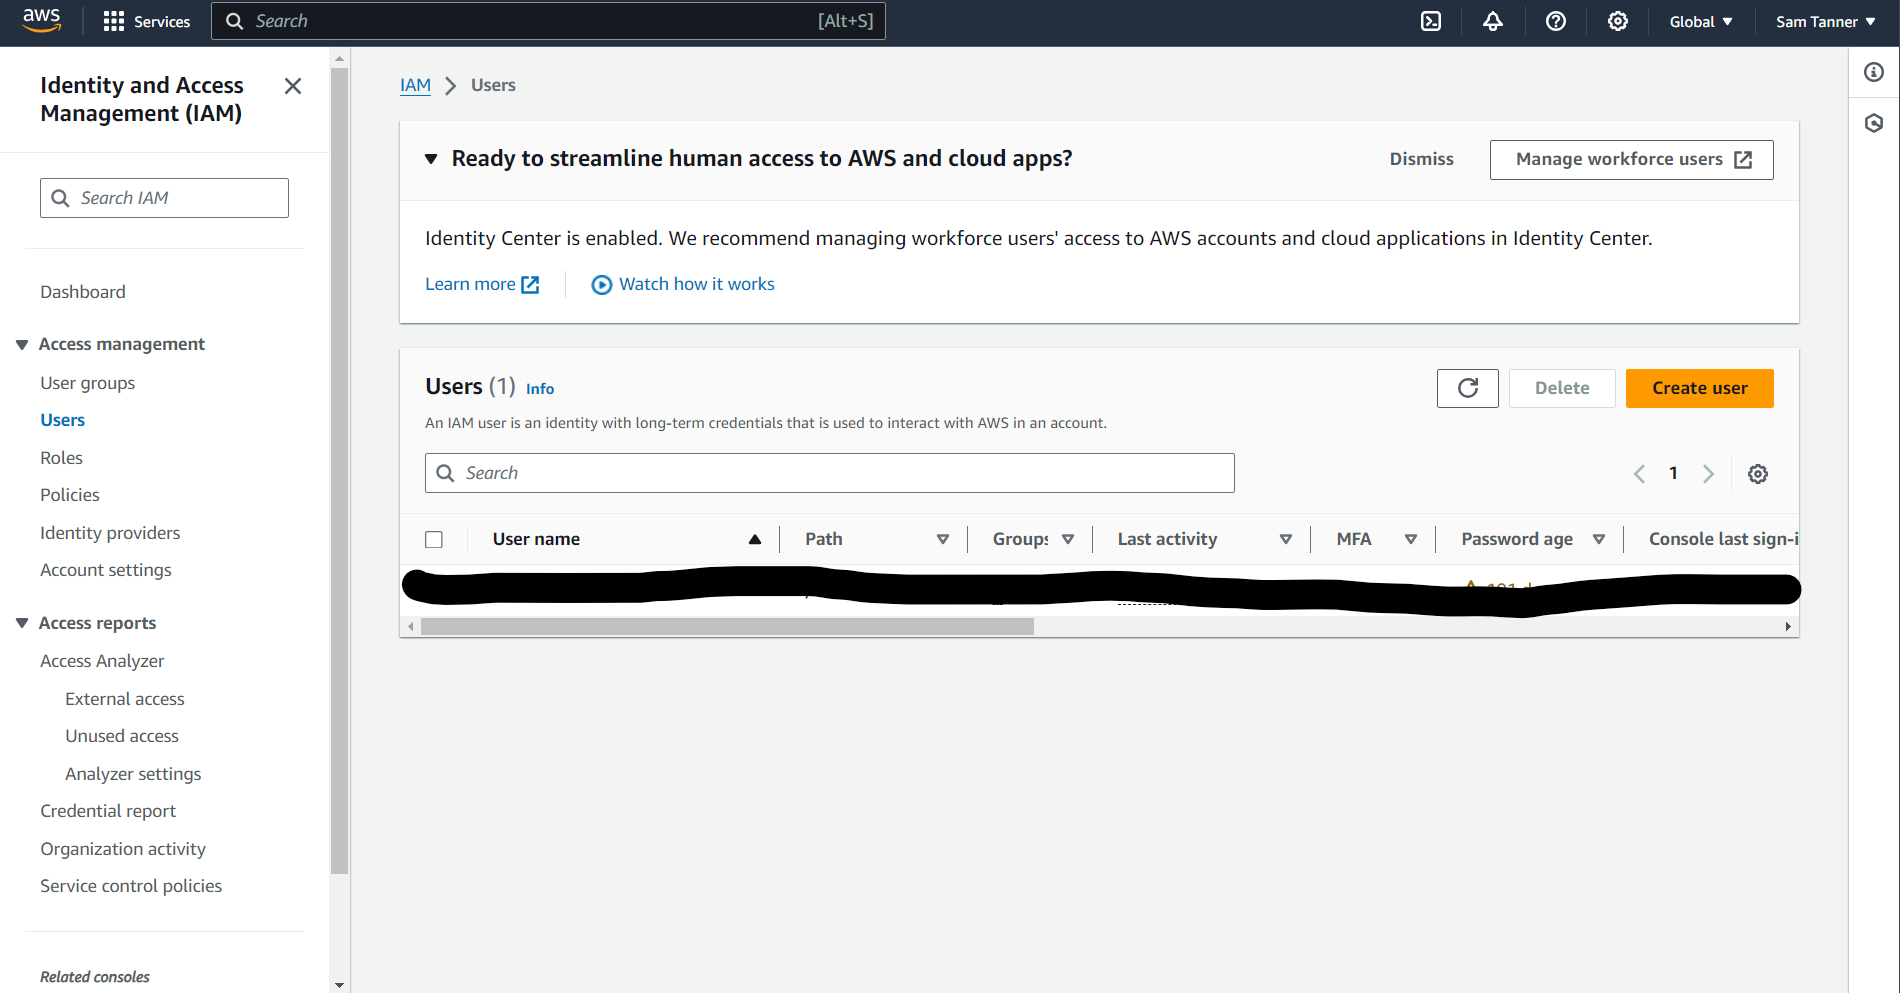 aws
Services
Search
[Alt+S]
Global
Sam Tanner
Identity and Access
Management (IAM)
Search IAM
Dashboard
Access management
User groups
Users
Roles
Policies
Identity providers
Account settings
Access reports
Access Analyzer
External access
Unused access
Analyzer settings
Credential report
Organization activity
Service control policies
Related consoles
IAM
Users
Ready to streamline human access to AWS and cloud apps?
Dismiss
Manage workforce users
Identity Center is enabled. We recommend managing workforce users' access to AWS accounts and cloud applications in Identity Center.
Learn more
Watch how it works
Users (1) Info
Delete
Create user
An IAM user is an identity with long-term credentials that is used to interact with AWS in an account.
Search
1
User name
Path
Groups
Last activity
MFA
Password age
Console last sign-i